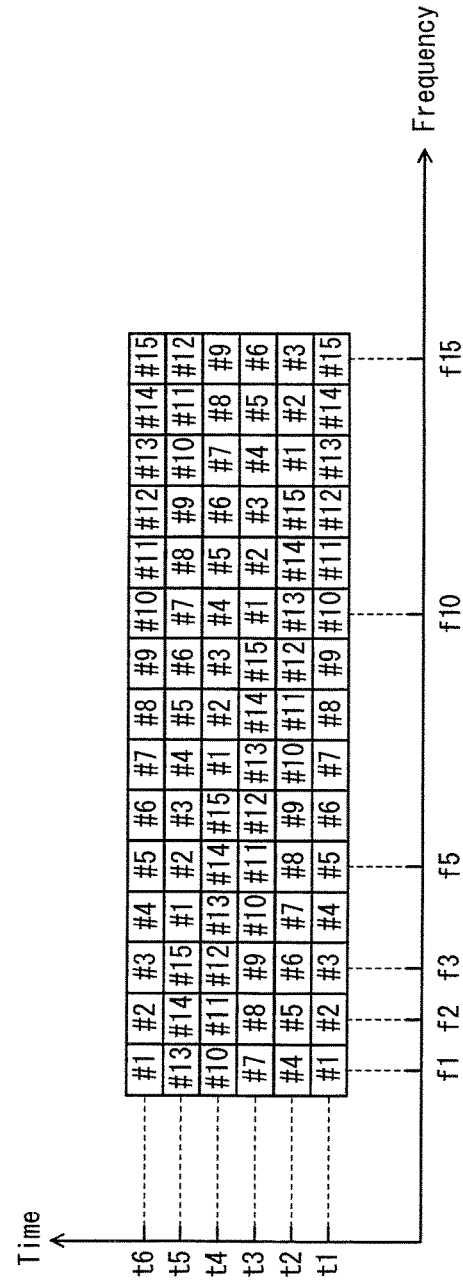 Time
t6 #1 #2 #3 #4 #5 #6 #7 #8 #9 #10 #11 #12 #13 #14 #15
t5 #13 #14 #15 #1 #2 #3 #4 #5 #6 #7 #8 #9 #10 #11 #12
t4 #10 #11 #12 #13 #14 #15 #1 #2 #3 #4 #5 #6 #7 #8 #9
t3 #7 #8 #9 #10 #11 #12 #13 #14 #15 #1 #2 #3 #4 #5 #6
t2 #4 #5 #6 #7 #8 #9 #10 #11 #12 #13 #14 #15 #1 #2 #3
t1 #1 #2 #3 #4 #5 #6 #7 #8 #9 #10 #11 #12 #13 #14 #15
Frequency
f1 f2 f3 f5 f10 f15